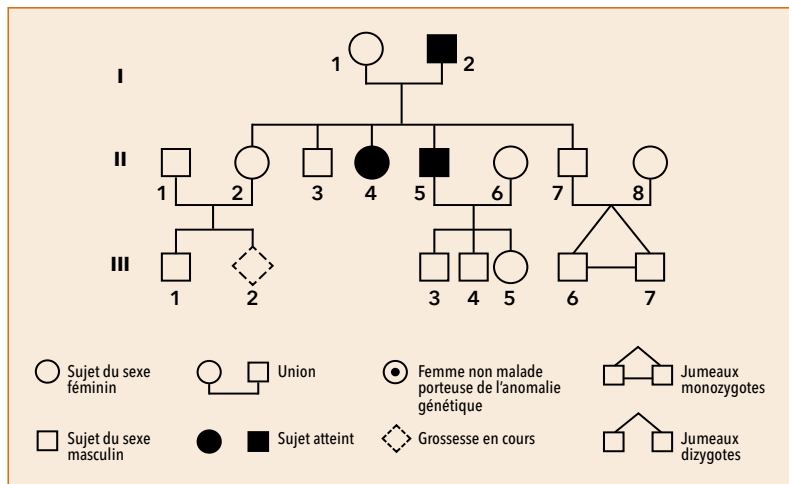 I
1
2
II
1
2
3
4
5
6
7
8
III
1
2
3
4
5
6
7
Sujet du sexe
féminin
Union
Femme non malade
porteuse de l'anomalie
génétique
Jumeaux
monozygotes
Sujet du sexe
masculin
Sujet atteint
Grossesse en cours
Jumeaux
dizygotes